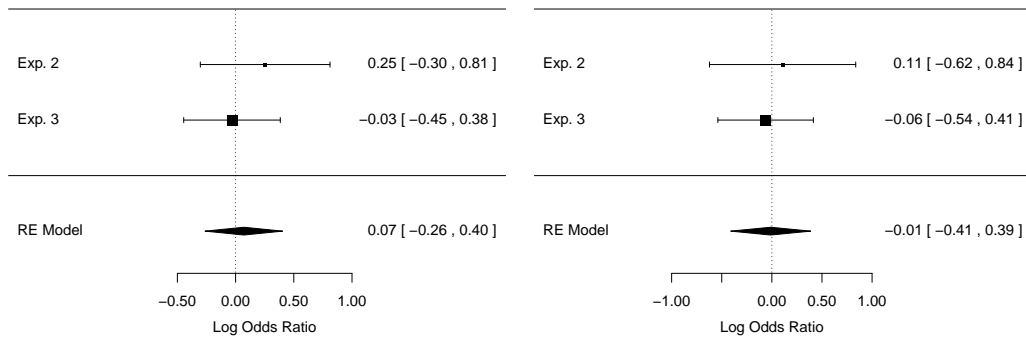 Exp. 2 0.25 [ −0.30 , 0.81 ]
Exp. 3 −0.03 [ −0.45 , 0.38 ]
RE Model 0.07 [ −0.26 , 0.40 ]
−0.50 0.00 0.50 1.00
Log Odds Ratio
Exp. 2 0.11 [ −0.62 , 0.84 ]
Exp. 3 −0.06 [ −0.54 , 0.41 ]
RE Model −0.01 [ −0.41 , 0.39 ]
−1.00 0.00 0.50 1.00
Log Odds Ratio